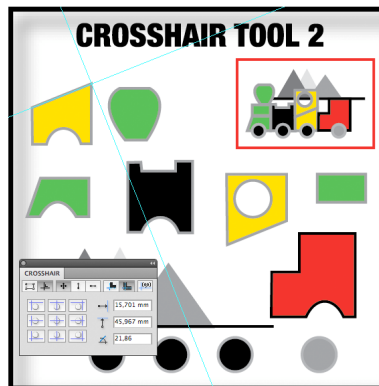 CROSSHAIR TOOL 2
CROSSHAIR
15,701 mm
45,967 mm
21,86